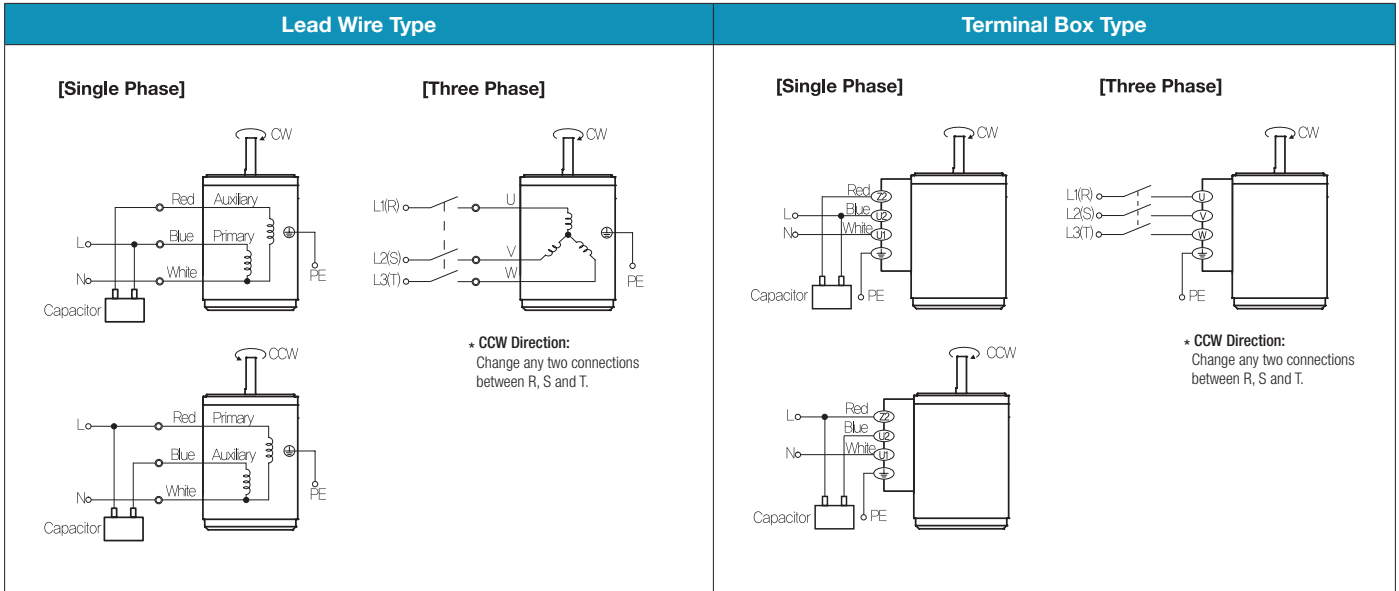 Lead Wire Type
[Single Phase]
[Three Phase]
CW
Red Auxiliary
L Blue Primary
N White
Capacitor
PE
CW
L1(R) U
L2(S) V
L3(T) W
PE
* CCW Direction:
Change any two connections
between R, S and T.
CCW
L Red Primary
Blue Auxiliary
N White
Capacitor
PE
Terminal Box Type
[Single Phase]
[Three Phase]
CW
Red Z2
L Blue U2
N White U1
Capacitor
PE
CW
L1(R) U
L2(S) V
L3(T) W
PE
* CCW Direction:
Change any two connections
between R, S and T.
CCW
L Red Z2
Blue U2
N White U1
Capacitor
PE